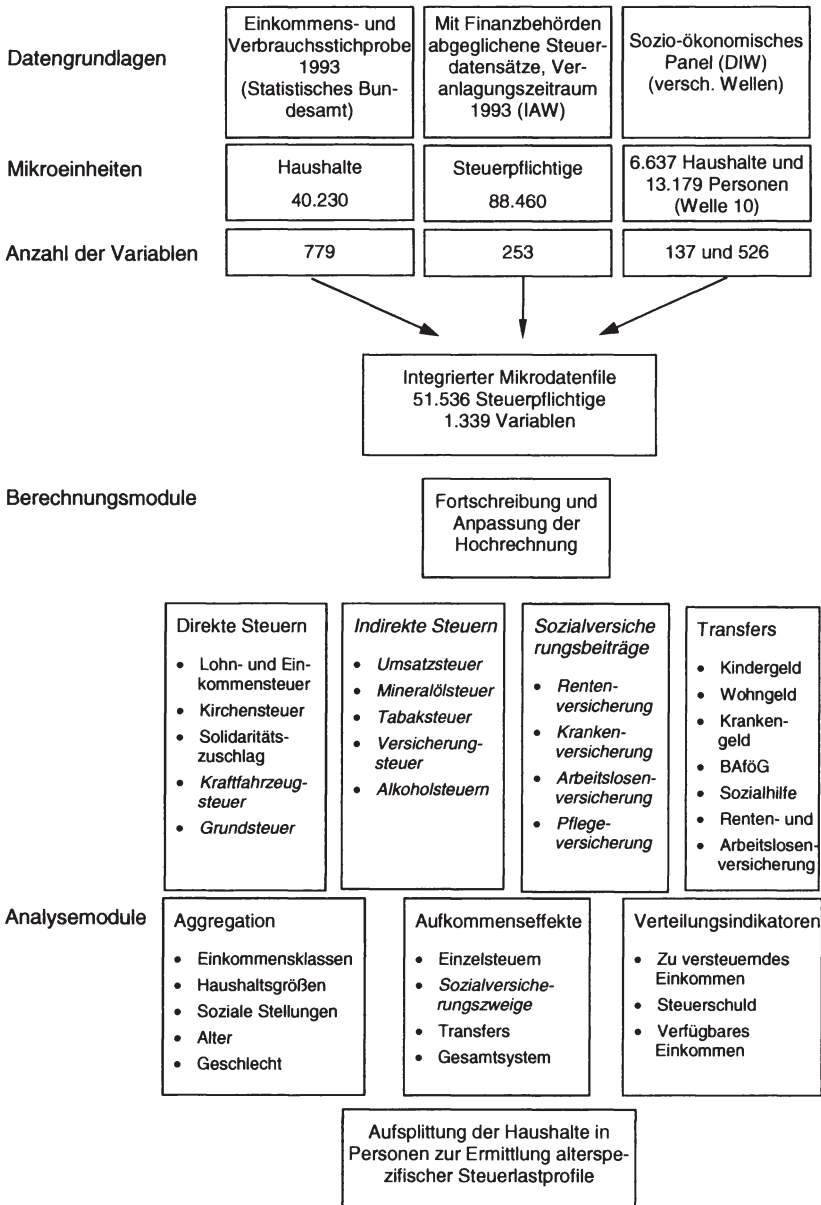 Datengrundlagen
Einkommens- und
Verbrauchsstichprobe
1993
(Statistisches Bun-
desamt)
Mit Finanzbehörden
abgeglichene Steuer-
datensätze, Ver-
anlagungszeitraum
1993 (IAW)
Sozio-ökonomisches
Panel (DIW)
(versch. Wellen)
Mikroeinheiten
Haushalte
40.230
Steuerpflichtige
88.460
6.637 Haushalte und
13.179 Personen
(Welle 10)
Anzahl der Variablen
779
253
137 und 526
Integrierter Mikrodatenfile
51.536 Steuerpflichtige
1.339 Variablen
Berechnungsmodule
Fortschreibung und
Anpassung der
Hochrechnung
Direkte Steuern
• Lohn- und Ein-
kommensteuer
• Kirchensteuer
• Solidaritäts-
zuschlag
• Kraftfahrzeug-
steuer
• Grundsteuer
Indirekte Steuern
• Umsatzsteuer
• Mineralölsteuer
• Tabaksteuer
• Versicherung-
steuer
• Alkoholsteuern
Sozialversiche
rungsbeiträge
• Renten-
versicherung
• Kranken-
versicherung
• Arbeitslosen-
versicherung
• Pflege-
versicherung
Transfers
• Kindergeld
• Wohngeld
• Kranken-
geld
• BAföG
• Sozialhilfe
• Renten- und
• Arbeitslosen-
versicherung
Analysemodule
Aggregation
• Einkommensklassen
• Haushaltsgrößen
• Soziale Stellungen
• Alter
• Geschlecht
Aufkommenseffekte
• Einzelsteuern
• Sozialversiche-
rungszweige
• Transfers
• Gesamtsystem
Verteilungsindikatoren
• Zu versteuerndes
Einkommen
• Steuerschuld
• Verfügbares
Einkommen
Aufsplittung der Haushalte in
Personen zur Ermittlung alterspe-
zifischer Steuerlastprofile